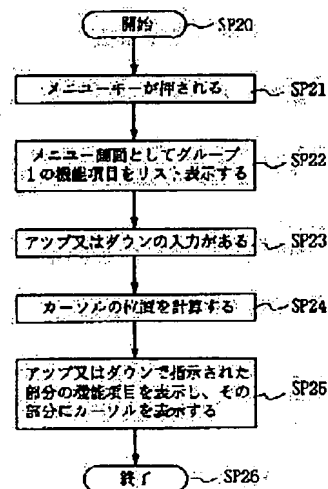 開始
SP20
メニューキーが押される
SP21
メニュー画面としてグループ
1の機能項目をリスト表示する
SP22
アツプ又はダウンの入力がある
SP23
カーソルの位置を計算する
SP24
アツプ又はダウンで指示された
部分の機能項目を表示し、その
部分にカーソルを表示する
SP25
終了
SP26